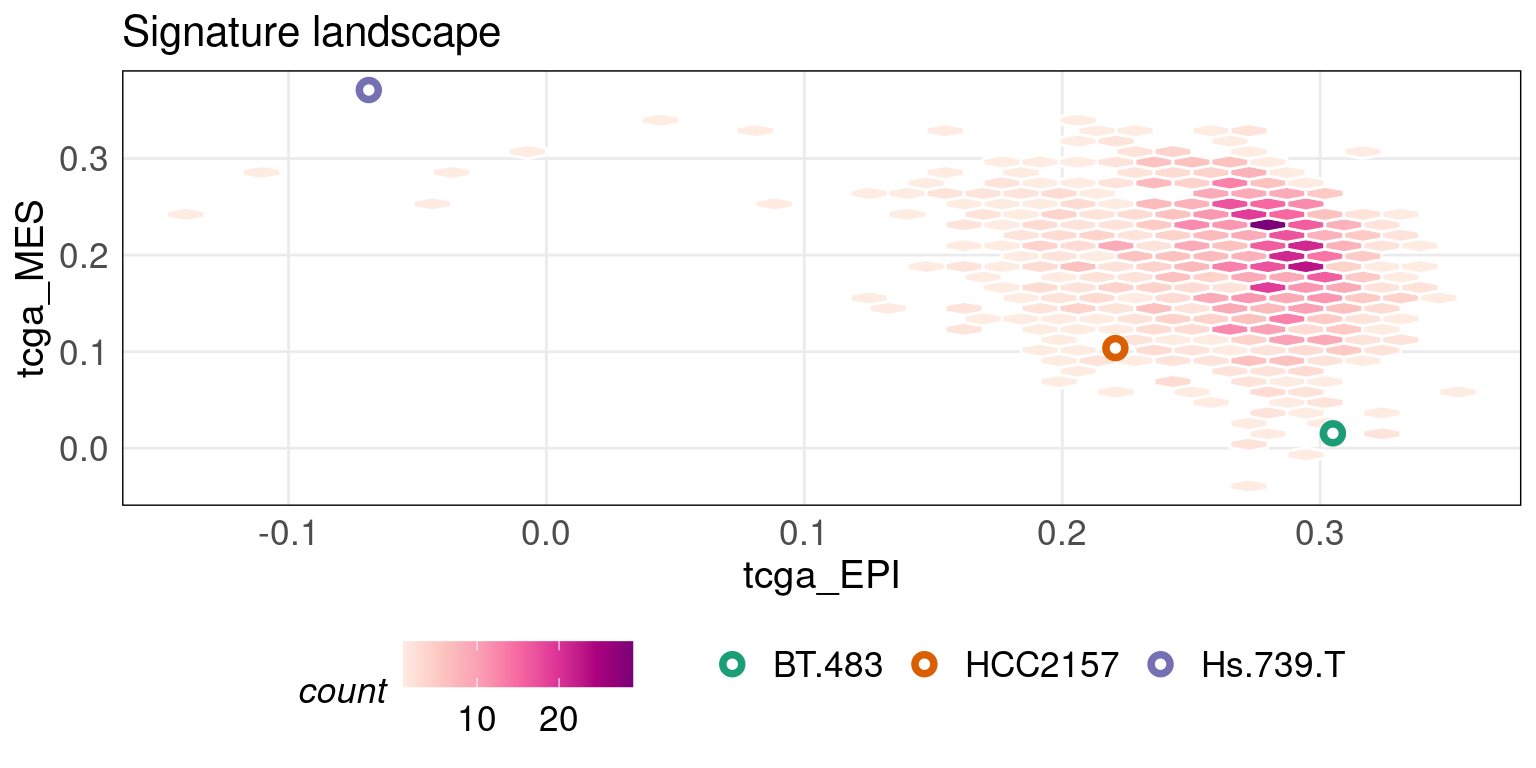 Signature landscape
tcga_MES
0.3
0.2
0.1
0.0
-0.1 0.0 0.1 0.2 0.3
tcga_EPI
count
10 20
BT.483 HCC2157 Hs.739.T